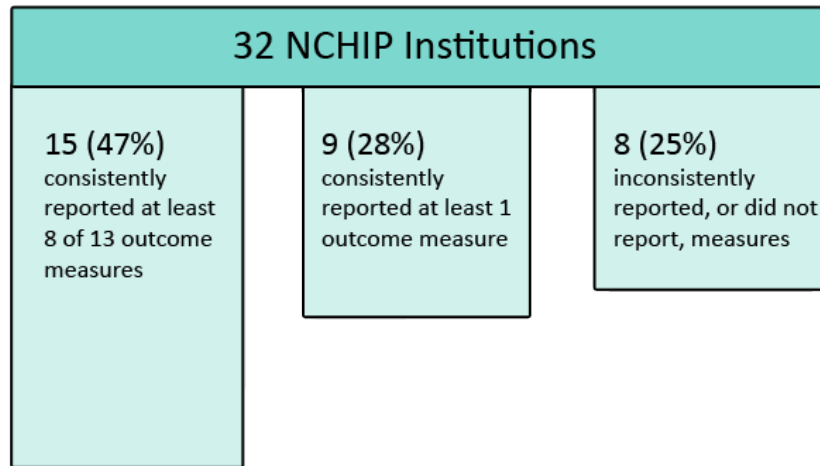 32 NCHIP Institutions
15 (47%)
consistently
reported at least
8 of 13 outcome
measures
9 (28%)
consistently
reported at least 1
outcome measure
8 (25%)
inconsistently
reported, or did not
report, measures